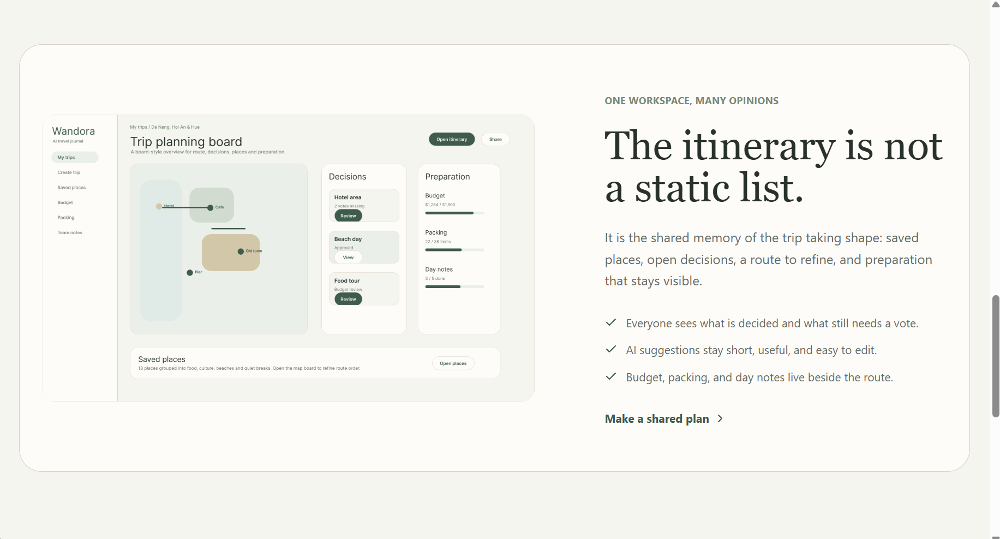 Wandora
AI travel journal
My trips
Create trip
Saved places
Budget
Packing
Team notes
My trips / Da Nang, Hoi An & Hue
Trip planning board
A board-style overview for route, decisions, places and preparation.
Open itinerary
Share
Hotel
Cafe
Old town
Pier
Decisions
Hotel area
2 votes missing
Review
Beach day
Approved
View
Food tour
Budget review
Review
Preparation
Budget
$1,284 / $1,500
Packing
22 / 36 items
Day notes
3 / 5 done
Saved places
18 places grouped into food, culture, beaches and quiet breaks. Open the map board to refine route order.
Open places
ONE WORKSPACE, MANY OPINIONS
The itinerary is not
a static list.
It is the shared memory of the trip taking shape: saved
places, open decisions, a route to refine, and preparation
that stays visible.
Everyone sees what is decided and what still needs a vote.
AI suggestions stay short, useful, and easy to edit.
Budget, packing, and day notes live beside the route.
Make a shared plan